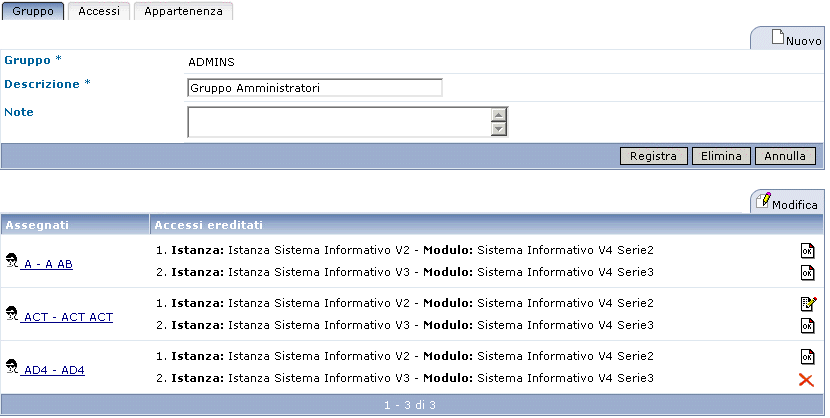 Gruppo Accessi Appartenenza
Nuovo
Gruppo * ADMINS
Descrizione * Gruppo Amministratori
Note
Registra Elimina Annulla
Modifica
Assegnati Accessi ereditati
A - A AB
1. Istanza: Istanza Sistema Informativo V2 - Modulo: Sistema Informativo V4 Serie2 OK
2. Istanza: Istanza Sistema Informativo V3 - Modulo: Sistema Informativo V4 Serie3 OK
ACT - ACT ACT
1. Istanza: Istanza Sistema Informativo V2 - Modulo: Sistema Informativo V4 Serie2
2. Istanza: Istanza Sistema Informativo V3 - Modulo: Sistema Informativo V4 Serie3 OK
AD4 - AD4
1. Istanza: Istanza Sistema Informativo V2 - Modulo: Sistema Informativo V4 Serie2 OK
2. Istanza: Istanza Sistema Informativo V3 - Modulo: Sistema Informativo V4 Serie3
1 - 3 di 3